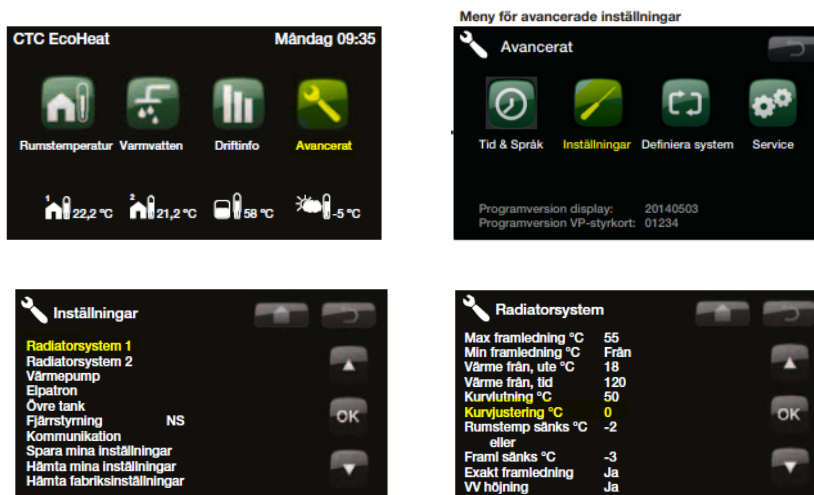 CTC EcoHeat Måndag 09:35
Rumstemperatur Varmvatten Driftinfo Avancerat
1 22,2 °C 2 21,2 °C 58 °C -5 °C
Meny för avancerade inställningar
Avancerat
Tid & Språk Inställningar Definiera system Service
Programversion display: 20140503
Programversion VP-styrkort: 01234
Inställningar
Radiatorsystem 1
Radiatorsystem 2
Värmepump
Elpatron
Övre tank
Fjärrstyrning NS
Kommunikation
Spara mina inställningar
Hämta mina inställningar
Hämta fabriksinställningar
OK
Radiatorsystem
Max framledning °C 55
Min framledning °C Från
Värme från, ute °C 18
Värme från, tid 120
Kurvlutning °C 50
Kurvjustering °C 0
Rumstemp sänks °C -2
eller
Framl sänks °C -3
Exakt framledning Ja
VV höjning Ja
OK